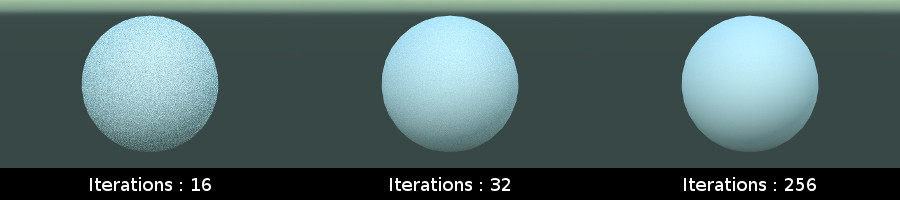 Iterations : 16
Iterations : 32
Iterations : 256